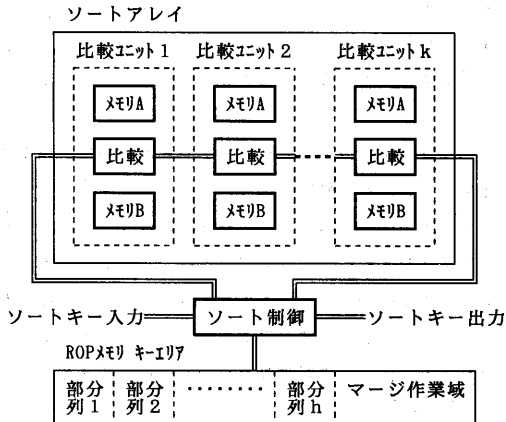 ソートアレイ
比較ユニット1 比較ユニット2 比較ユニットk
メモリA メモリA メモリA
比較 比較 比較
メモリB メモリB メモリB
ソートキー入力 ソート制御 ソートキー出力
ROPメモリ キーエリア
部分列1 部分列2 ‥‥‥‥ 部分列h マージ作業域